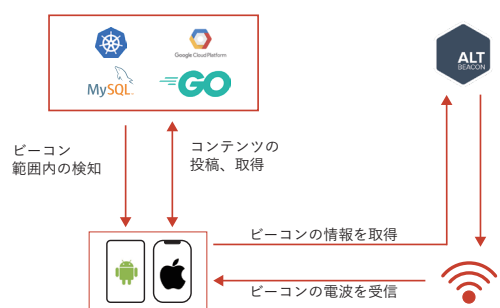 Google Cloud Platform
MySQL
GO
ALT
BEACON
ビーコン
範囲内の検知
コンテンツの
投稿、取得
ビーコンの情報を取得
ビーコンの電波を受信